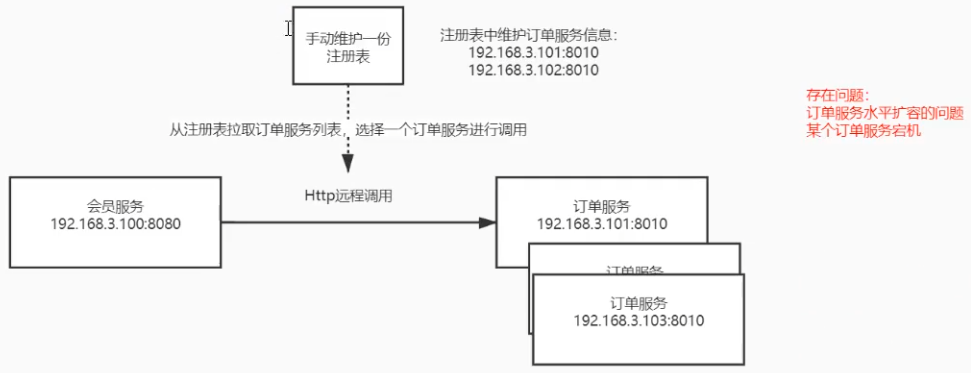 手动维护一份
注册表
注册表中维护订单服务信息：
192.168.3.101:8010
192.168.3.102:8010
存在问题：
订单服务水平扩容的问题
某个订单服务宕机
从注册表拉取订单服务列表，选择一个订单服务进行调用
Http远程调用
会员服务
192.168.3.100:8080
订单服务
192.168.3.101:8010
订单服务
订单服务
192.168.3.103:8010